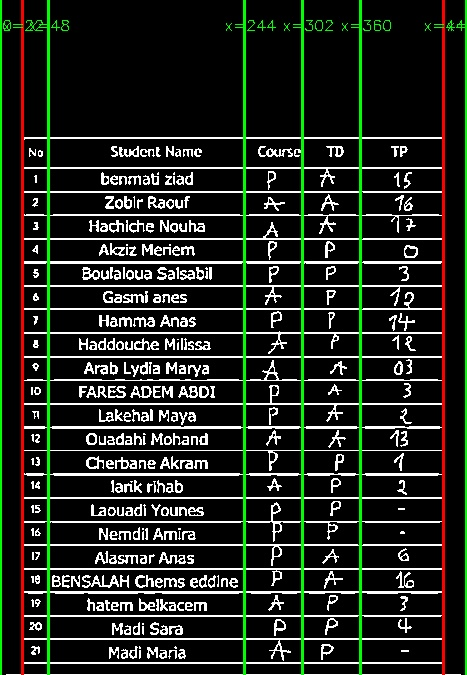 x=48 x=244 x=302 x=360
No Student Name Course TD TP
1 benmati ziad P A 15
2 Zobir Raouf A A 16
3 Hachiche Nouha A A 17
4 Akziz Meriem P P 0
5 Boulaloua Salsabil P P 3
6 Gasmi anes A P 12
7 Hamma Anas P P 14
8 Haddouche Milissa A P 12
9 Arab Lydia Marya A A 03
10 FARES ADEM ABDI P A 3
11 Lakehal Maya P A 2
12 Ouadahi Mohand A A 13
13 Cherbane Akram P P 1
14 larik rihab A P 2
15 Laouadi Younes P P -
16 Nemdil Amira P P -
17 Alasmar Anas P A 6
18 BENSALAH Chems eddine P A 16
19 hatem belkacem A P 3
20 Madi Sara P P 4
21 Madi Maria A P -